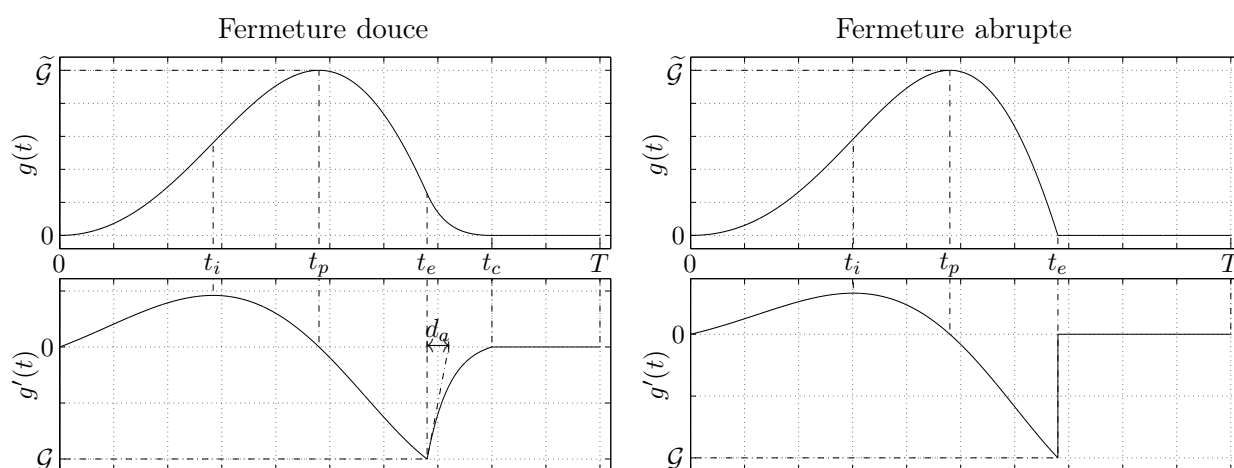 Fermeture douce
Fermeture abrupte
G̃
g(t)
0
0 t_i t_p t_e t_c T
g′(t)
0
d_a
G
G̃
g(t)
0
0 t_i t_p t_e T
g′(t)
0
G